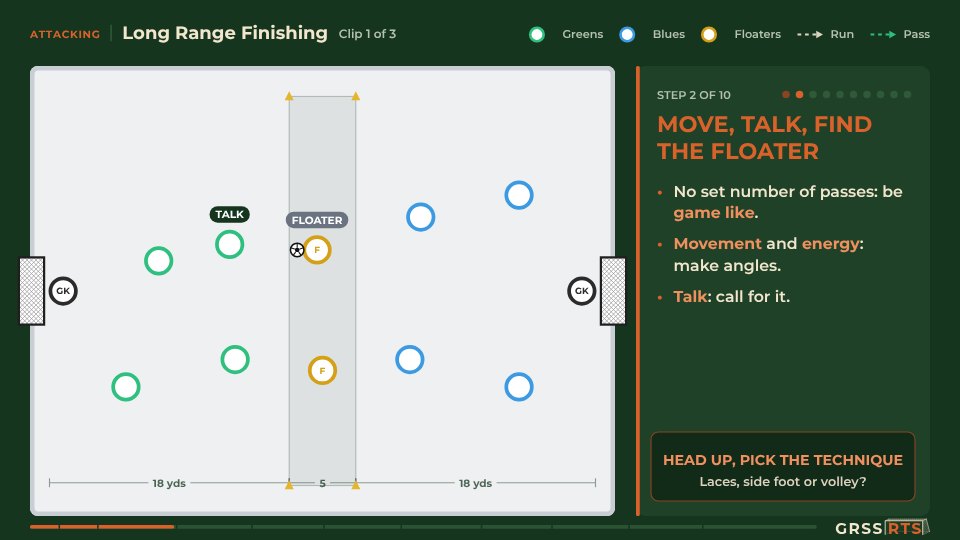 ATTACKING
Long Range Finishing
Clip 1 of 3
Greens
Blues
Floaters
Run
Pass
STEP 2 OF 10
MOVE, TALK, FIND
THE FLOATER
• No set number of passes: be
game like.
• Movement and energy:
make angles.
• Talk: call for it.
TALK
FLOATER
F
GK
GK
F
18 yds
5
18 yds
HEAD UP, PICK THE TECHNIQUE
Laces, side foot or volley?
GRSSRTS